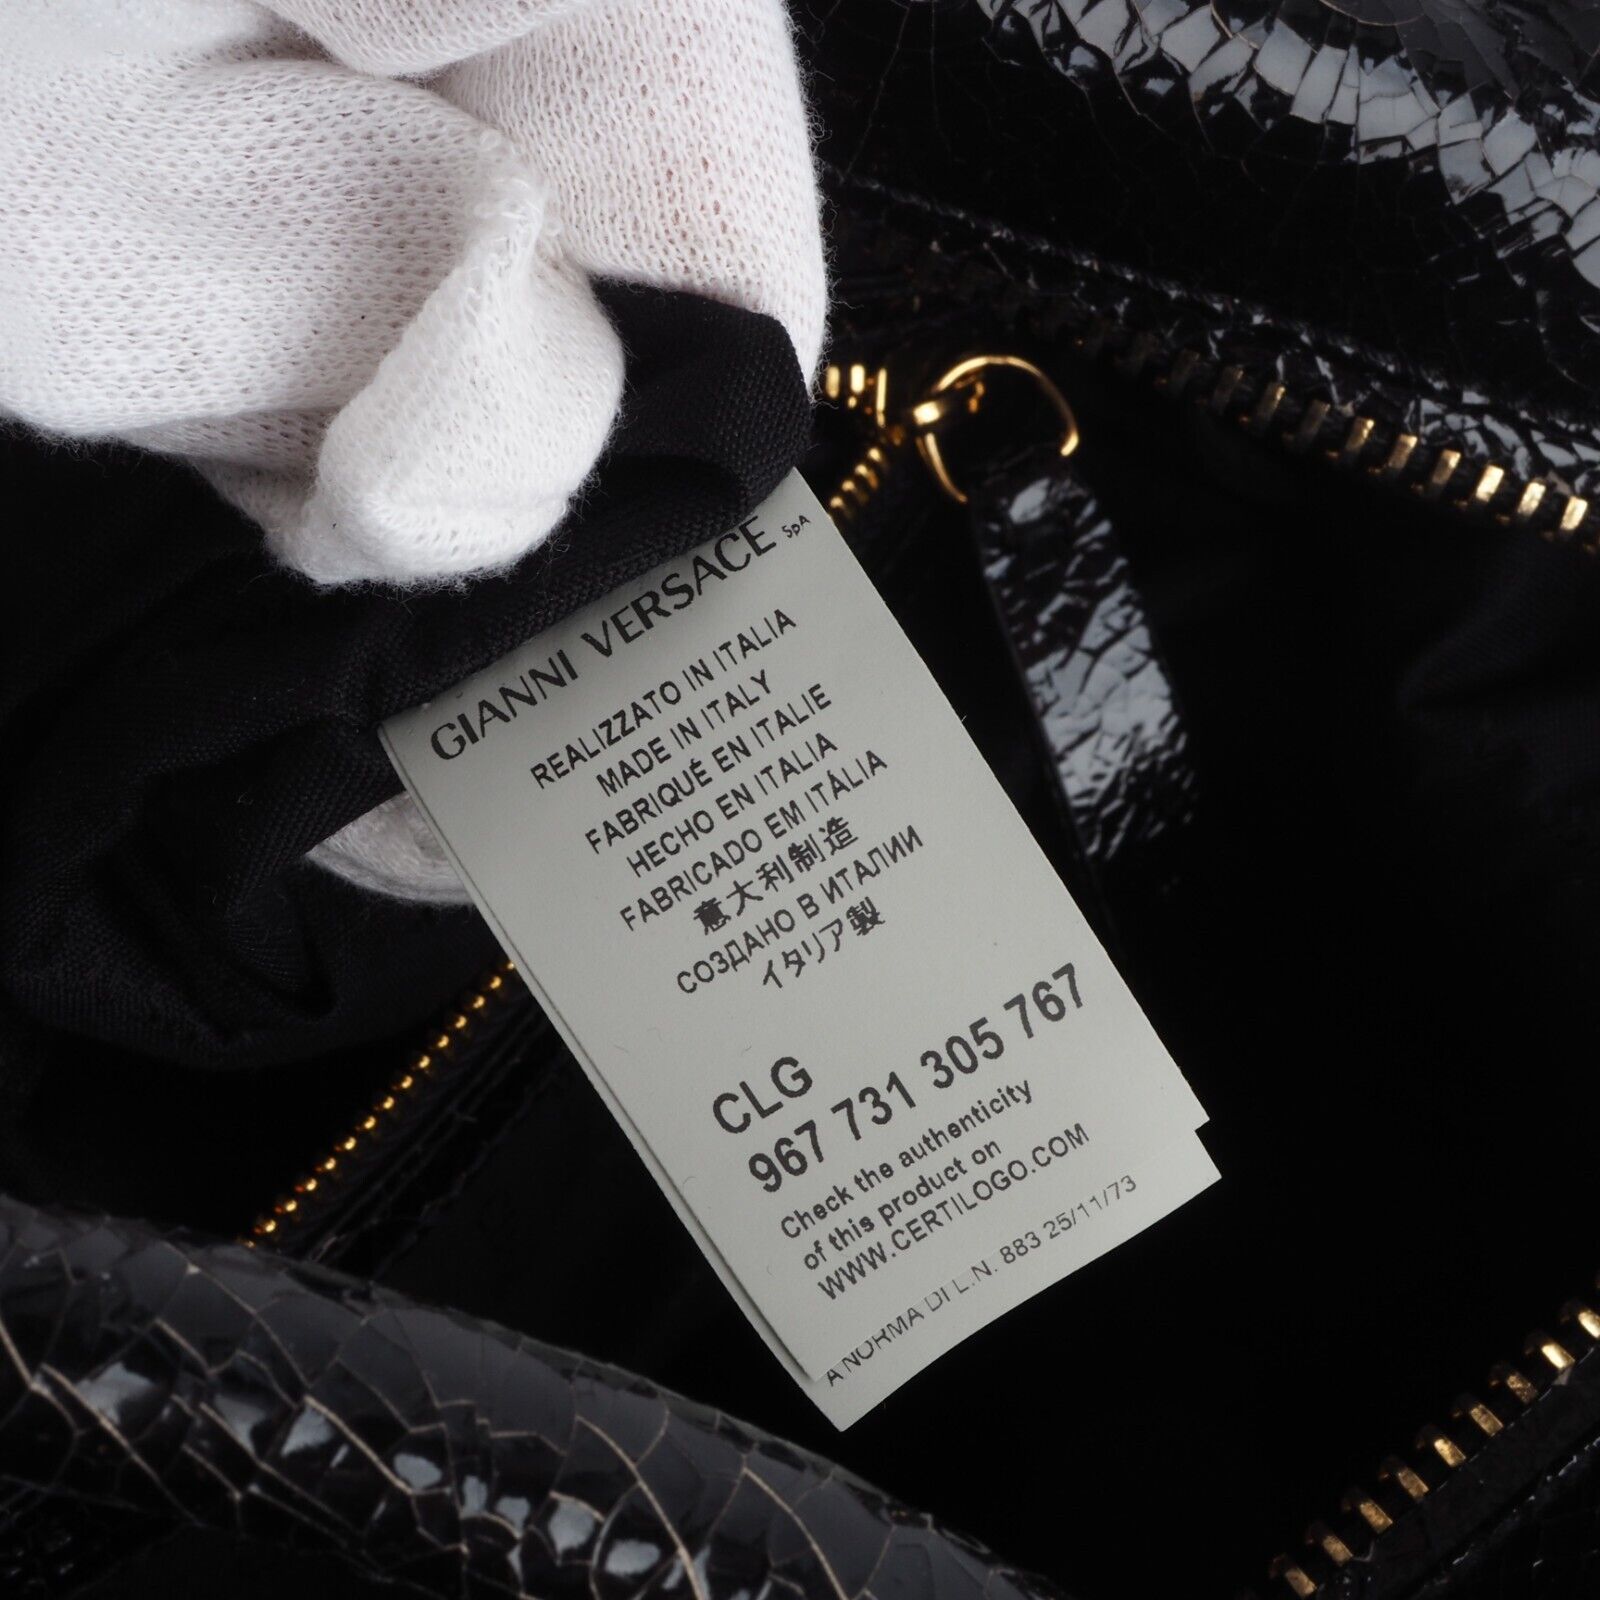 GIANNI VERSACE SpA
REALIZZATO IN ITALIA
MADE IN ITALY
FABRIQUÉ EN ITALIE
HECHO EN ITALIA
FABRICADO EM ITÀLIA
意大利制造
СОЗДАНО В ИТАЛИИ
イタリア製
CLG
967 731 305 767
Check the authenticity
of this product on
WWW.CERTILOGO.COM
A NORMA DI L.N. 883 25/11/73